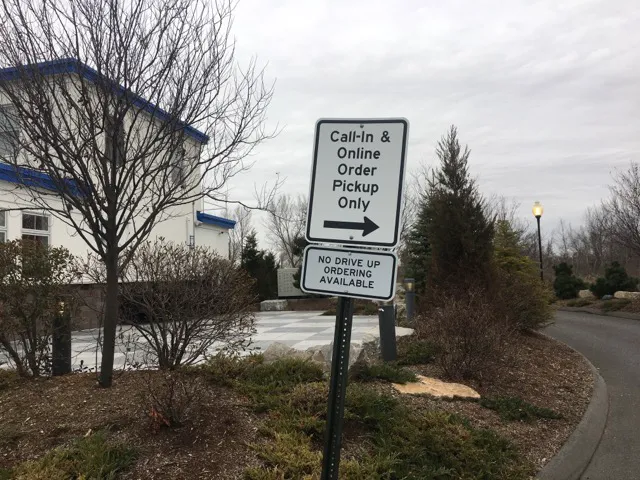 Call-In &
Online
Order
Pickup
Only
NO DRIVE UP
ORDERING
AVAILABLE